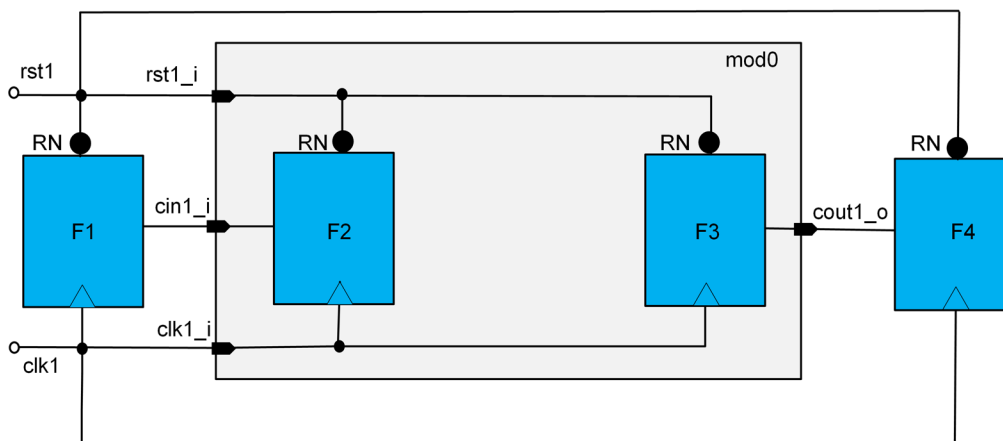 mod0
rst1
rst1_i
RN
RN
RN
RN
cin1_i
cout1_o
F1
F2
F3
F4
clk1_i
clk1